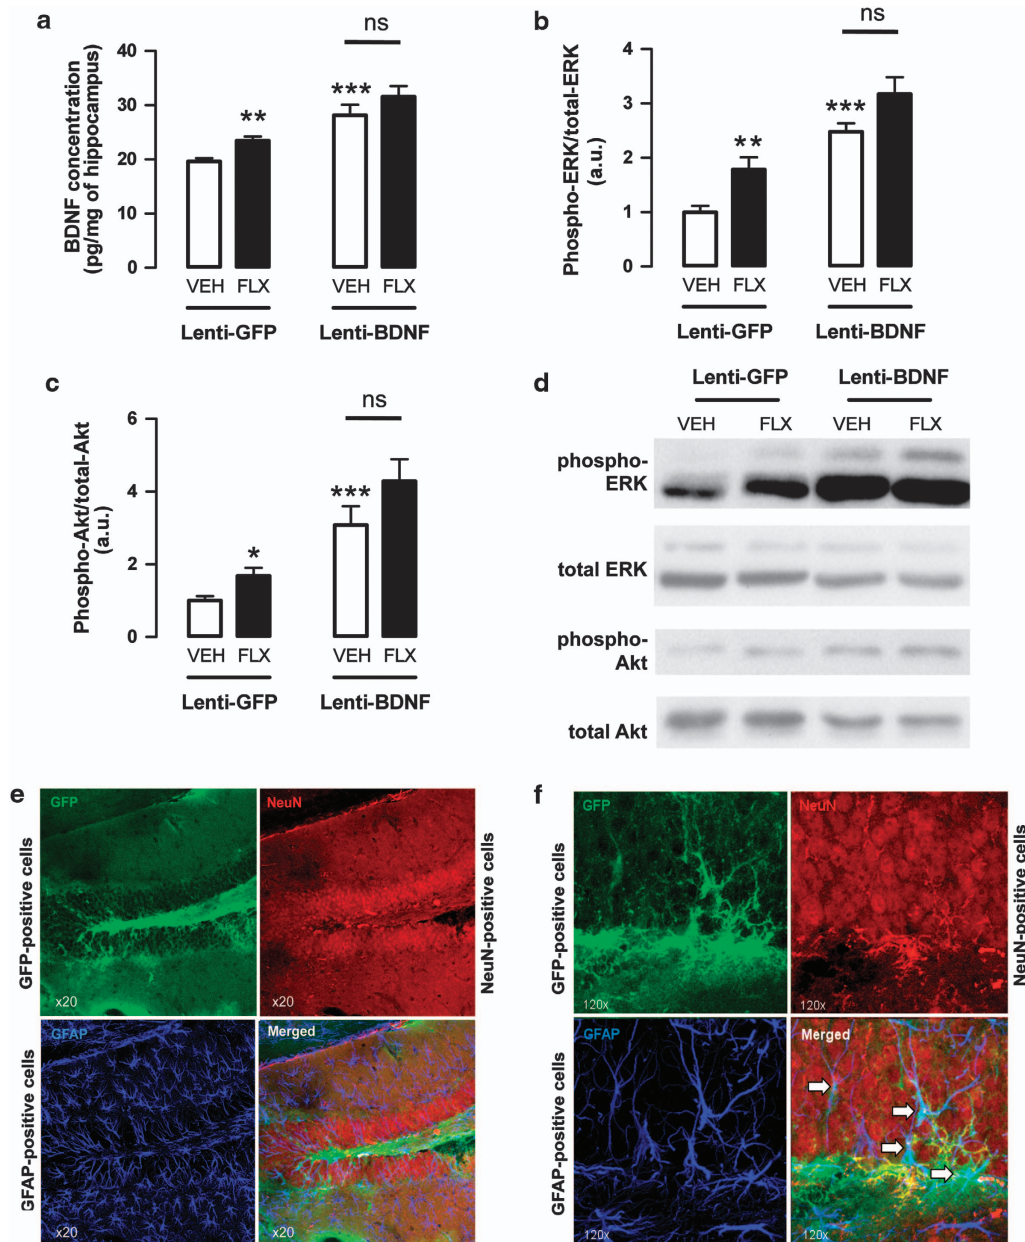 a
ns
40
30
20
10
0
BDNF concentration
(pg/mg of hippocampus)
**
***
VEH FLX VEH FLX
Lenti-GFP Lenti-BDNF
b
ns
4
3
2
1
0
Phospho-ERK/total-ERK
(a.u.)
**
***
VEH FLX VEH FLX
Lenti-GFP Lenti-BDNF
c
ns
6
4
2
0
Phospho-Akt/total-Akt
(a.u.)
*
***
VEH FLX VEH FLX
Lenti-GFP Lenti-BDNF
d
Lenti-GFP Lenti-BDNF
VEH FLX VEH FLX
phospho-
ERK
total ERK
phospho-
Akt
total Akt
e
GFP-positive cells
GFP
x20
NeuN
x20
NeuN-positive cells
GFAP-positive cells
GFAP
x20
Merged
x20
f
GFP-positive cells
GFP
120x
NeuN
120x
NeuN-positive cells
GFAP-positive cells
GFAP
120x
Merged
120x